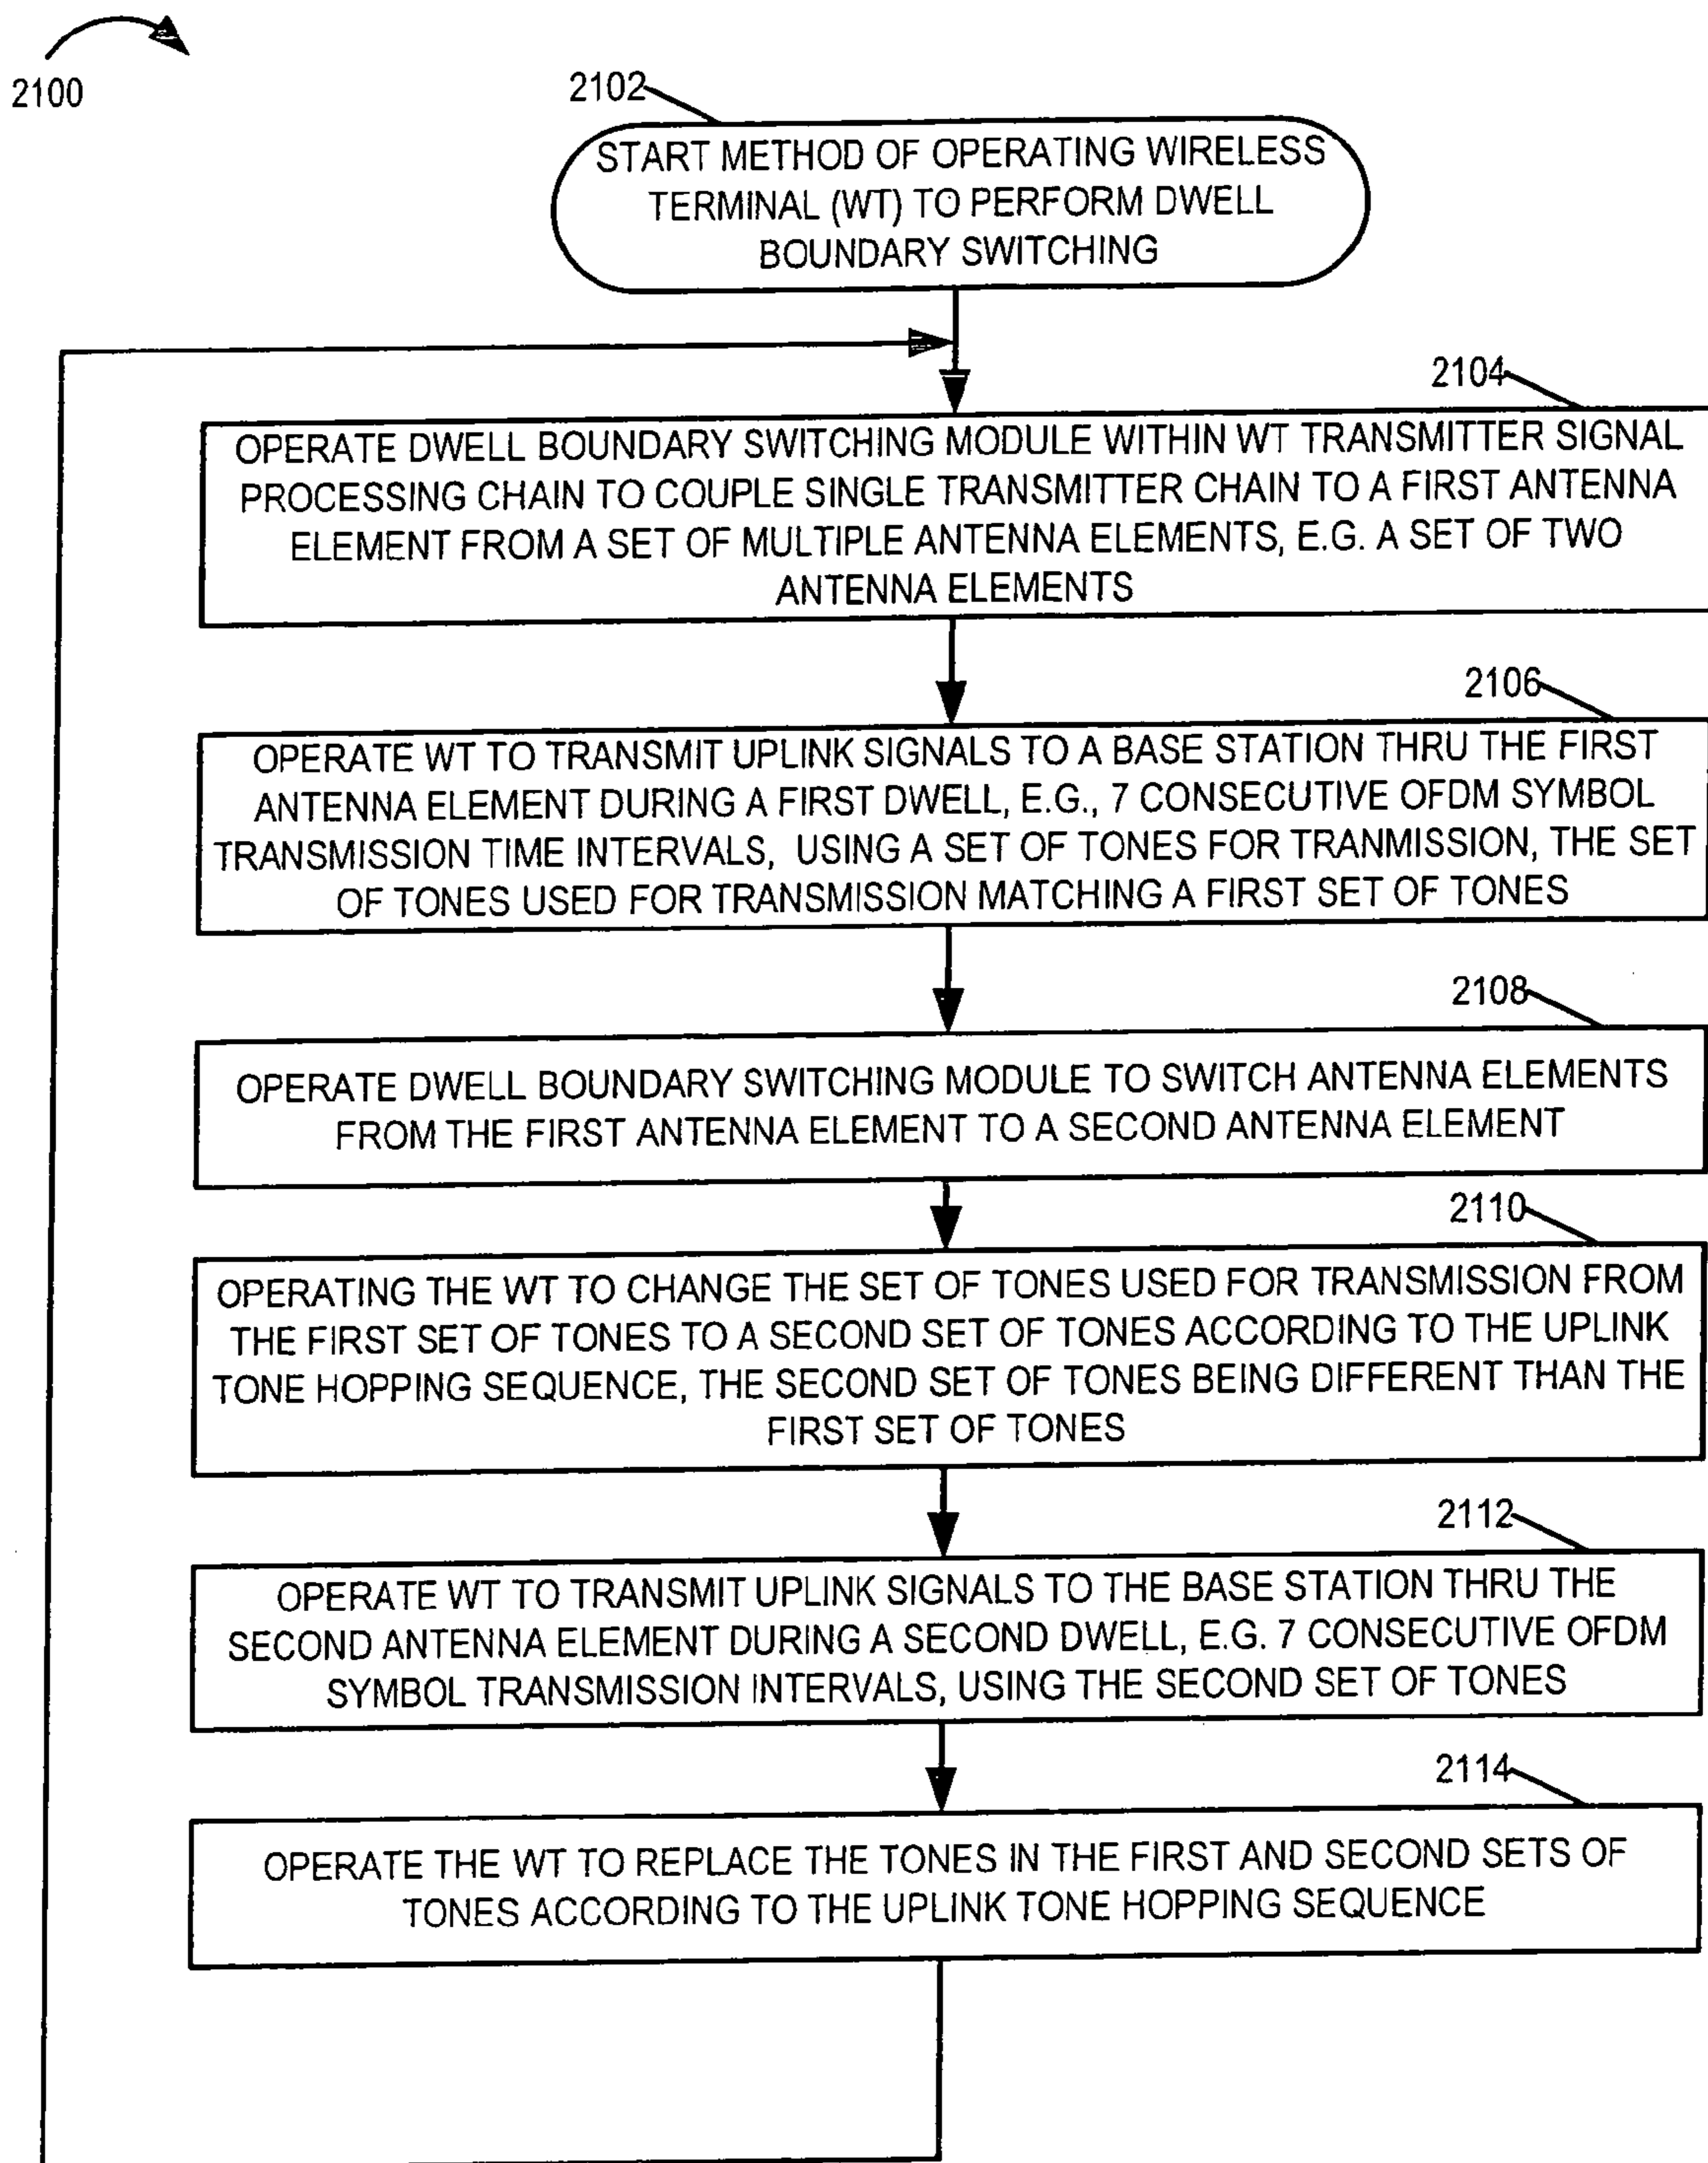 2100
2102
START METHOD OF OPERATING WIRELESS
TERMINAL (WT) TO PERFORM DWELL
BOUNDARY SWITCHING
2104
OPERATE DWELL BOUNDARY SWITCHING MODULE WITHIN WT TRANSMITTER SIGNAL
PROCESSING CHAIN TO COUPLE SINGLE TRANSMITTER CHAIN TO A FIRST ANTENNA
ELEMENT FROM A SET OF MULTIPLE ANTENNA ELEMENTS, E.G. A SET OF TWO
ANTENNA ELEMENTS
2106
OPERATE WT TO TRANSMIT UPLINK SIGNALS TO A BASE STATION THRU THE FIRST
ANTENNA ELEMENT DURING A FIRST DWELL, E.G., 7 CONSECUTIVE OFDM SYMBOL
TRANSMISSION TIME INTERVALS, USING A SET OF TONES FOR TRANMISSION, THE SET
OF TONES USED FOR TRANSMISSION MATCHING A FIRST SET OF TONES
2108
OPERATE DWELL BOUNDARY SWITCHING MODULE TO SWITCH ANTENNA ELEMENTS
FROM THE FIRST ANTENNA ELEMENT TO A SECOND ANTENNA ELEMENT
2110
OPERATING THE WT TO CHANGE THE SET OF TONES USED FOR TRANSMISSION FROM
THE FIRST SET OF TONES TO A SECOND SET OF TONES ACCORDING TO THE UPLINK
TONE HOPPING SEQUENCE, THE SECOND SET OF TONES BEING DIFFERENT THAN THE
FIRST SET OF TONES
2112
OPERATE WT TO TRANSMIT UPLINK SIGNALS TO THE BASE STATION THRU THE
SECOND ANTENNA ELEMENT DURING A SECOND DWELL, E.G. 7 CONSECUTIVE OFDM
SYMBOL TRANSMISSION INTERVALS, USING THE SECOND SET OF TONES
2114
OPERATE THE WT TO REPLACE THE TONES IN THE FIRST AND SECOND SETS OF
TONES ACCORDING TO THE UPLINK TONE HOPPING SEQUENCE